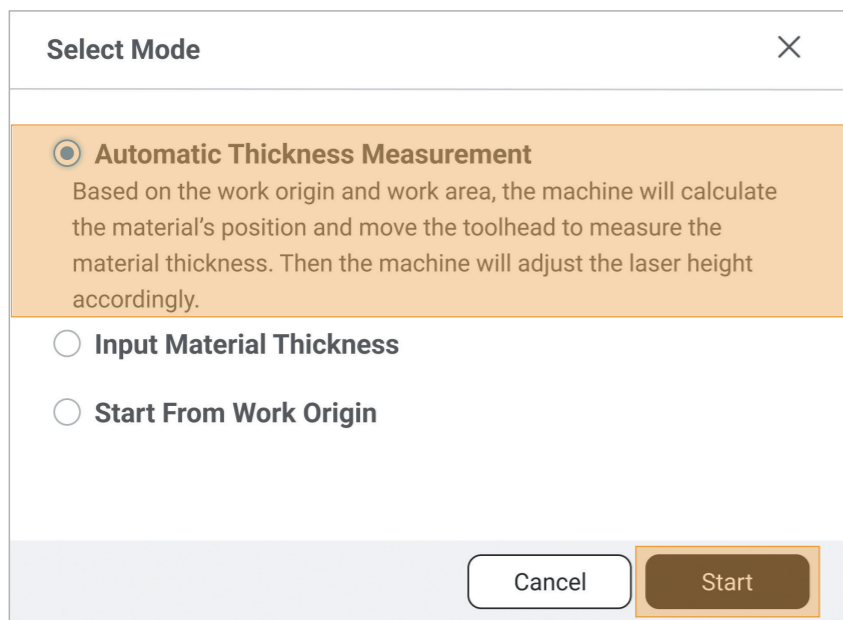 Select Mode
Automatic Thickness Measurement
Based on the work origin and work area, the machine will calculate
the material’s position and move the toolhead to measure the
material thickness. Then the machine will adjust the laser height
accordingly.
Input Material Thickness
Start From Work Origin
Cancel
Start